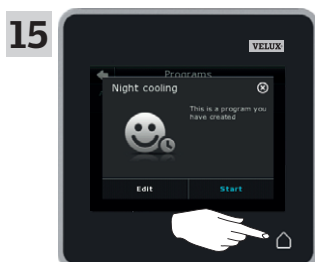 15
VELUX
Programs
Night cooling
This is a program you
have created
Edit
Start